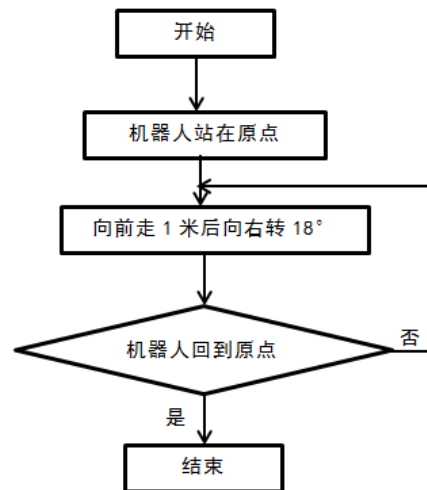 开始
机器人站在原点
向前走 1 米后向右转 18°
机器人回到原点
否
是
结束